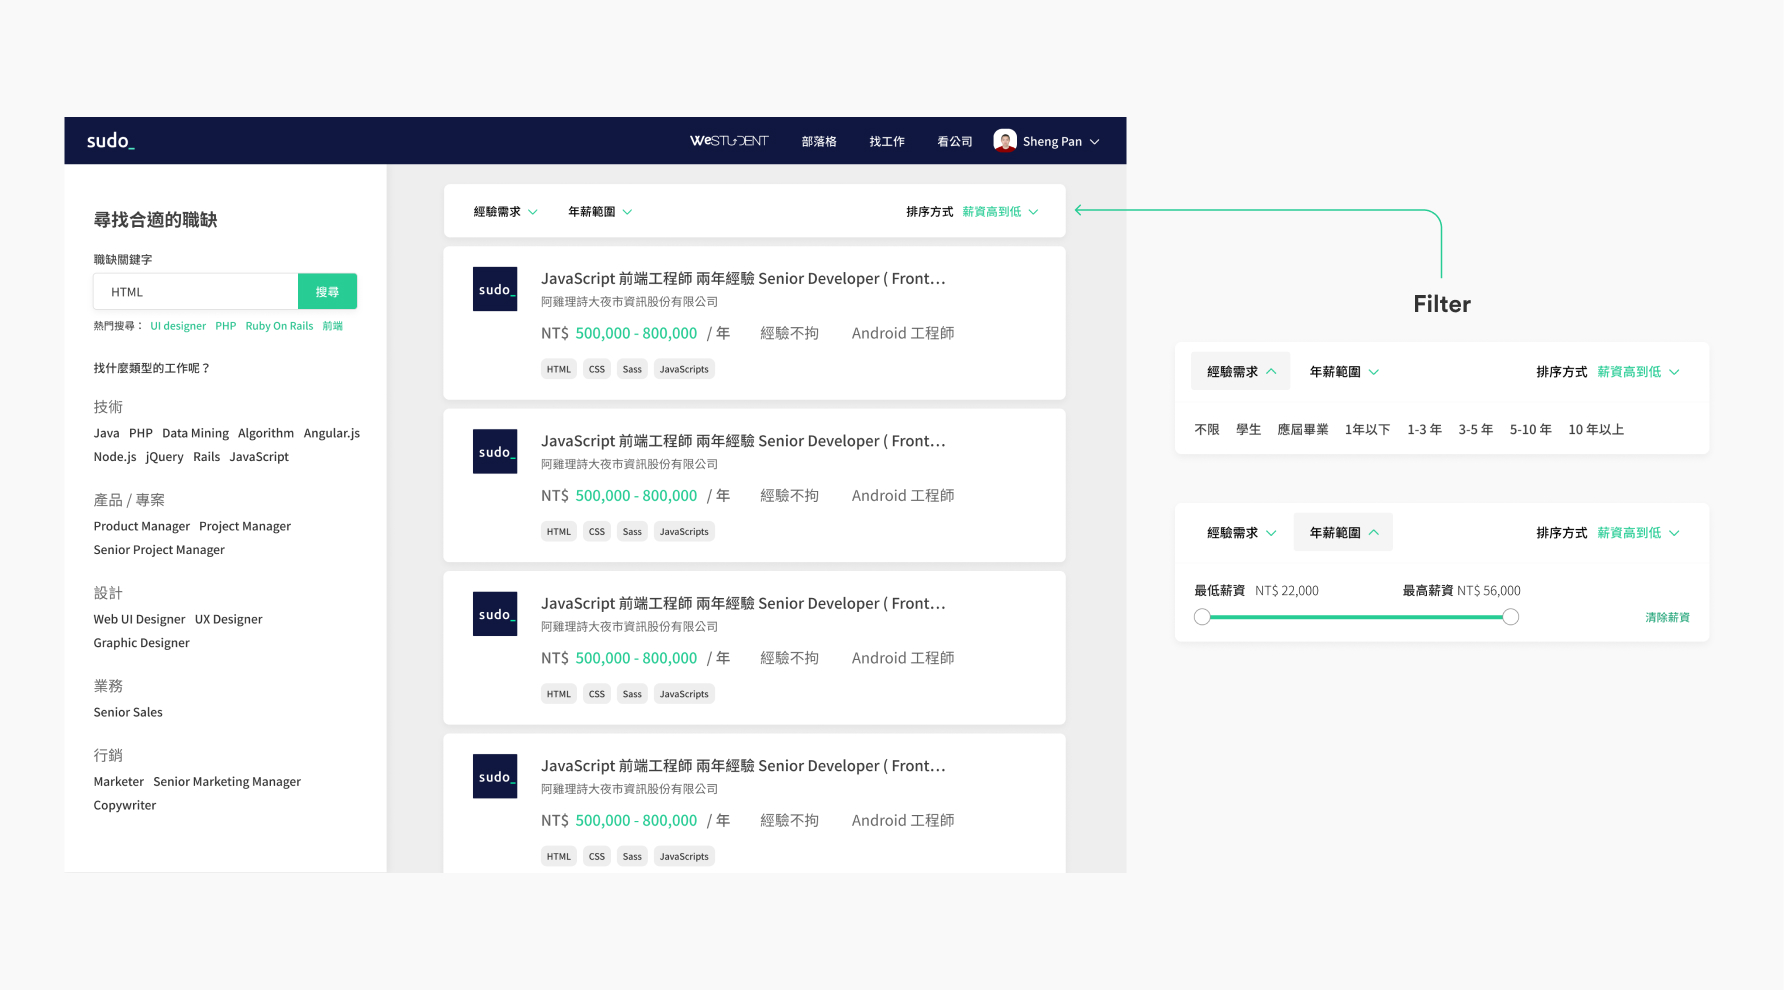 sudo_
WeSTUDENT 部落格 找工作 看公司 Sheng Pan
尋找合適的職缺
職缺關鍵字
HTML 搜尋
熱門搜尋： UI designer PHP Ruby On Rails 前端
找什麼類型的工作呢？
技術
Java PHP Data Mining Algorithm Angular.js
Node.js jQuery Rails JavaScript
產品 / 專案
Product Manager Project Manager
Senior Project Manager
設計
Web UI Designer UX Designer
Graphic Designer
業務
Senior Sales
行銷
Marketer Senior Marketing Manager
Copywriter
經驗需求 年薪範圍 排序方式 薪資高到低
sudo_
JavaScript 前端工程師 兩年經驗 Senior Developer ( Front...
阿雞理詩大夜市資訊股份有限公司
NT$ 500,000 - 800,000 / 年 經驗不拘 Android 工程師
HTML CSS Sass JavaScripts
sudo_
JavaScript 前端工程師 兩年經驗 Senior Developer ( Front...
阿雞理詩大夜市資訊股份有限公司
NT$ 500,000 - 800,000 / 年 經驗不拘 Android 工程師
HTML CSS Sass JavaScripts
sudo_
JavaScript 前端工程師 兩年經驗 Senior Developer ( Front...
阿雞理詩大夜市資訊股份有限公司
NT$ 500,000 - 800,000 / 年 經驗不拘 Android 工程師
HTML CSS Sass JavaScripts
sudo_
JavaScript 前端工程師 兩年經驗 Senior Developer ( Front...
阿雞理詩大夜市資訊股份有限公司
NT$ 500,000 - 800,000 / 年 經驗不拘 Android 工程師
HTML CSS Sass JavaScripts
Filter
經驗需求 年薪範圍 排序方式 薪資高到低
不限 學生 應屆畢業 1年以下 1-3 年 3-5 年 5-10 年 10 年以上
經驗需求 年薪範圍 排序方式 薪資高到低
最低薪資 NT$ 22,000 最高薪資 NT$ 56,000
清除薪資